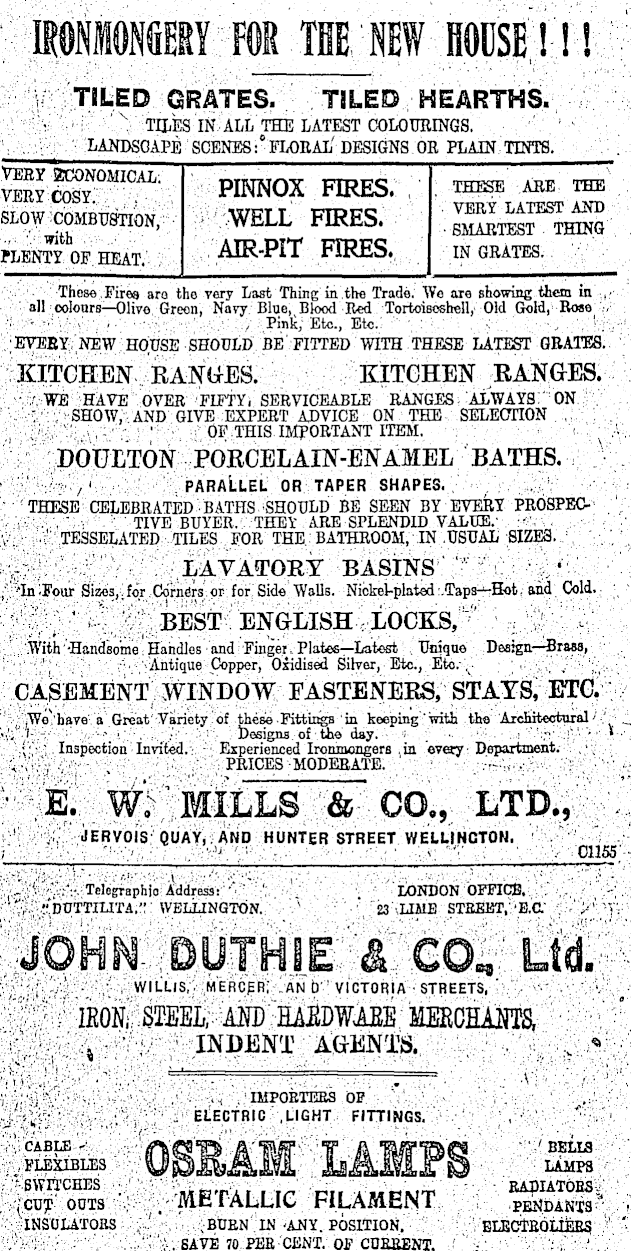 IRONMONGERY FOR THE NEW HOUSE!!!
TILED GRATES. TILED HEARTHS.
TILES IN ALL THE LATEST COLOURINGS.
LANDSCAPE SCENES: FLORAL DESIGNS OR PLAIN TINTS.
VERY ECONOMICAL.
VERY COSY.
SLOW COMBUSTION,
with
PLENTY OF HEAT.
PINNOX FIRES.
WELL FIRES.
AIR-PIT FIRES.
THESE ARE THE
VERY LATEST AND
SMARTEST THING
IN GRATES.
These Fires are the very Last Thing in the Trade. We are showing them in
all colours—Olive Green, Navy Blue, Blood Red Tortoiseshell, Old Gold, Rose
Pink, Etc., Etc.
EVERY NEW HOUSE SHOULD BE FITTED WITH THESE LATEST GRATES.
KITCHEN RANGES. KITCHEN RANGES.
WE HAVE OVER FIFTY SERVICEABLE RANGES ALWAYS ON
SHOW, AND GIVE EXPERT ADVICE ON THE SELECTION
OF THIS IMPORTANT ITEM.
DOULTON PORCELAIN-ENAMEL BATHS.
PARALLEL OR TAPER SHAPES.
THESE CELEBRATED BATHS SHOULD BE SEEN BY EVERY PROSPEC-
TIVE BUYER. THEY ARE SPLENDID VALUE.
TESSELATED TILES FOR THE BATHROOM, IN USUAL SIZES.
LAVATORY BASINS
In Four Sizes, for Corners or for Side Walls. Nickel-plated Taps—Hot and Cold.
BEST ENGLISH LOCKS,
With Handsome Handles and Finger Plates—Latest Unique Design—Brass,
Antique Copper, Oxidised Silver, Etc., Etc.
CASEMENT WINDOW FASTENERS, STAYS, ETC.
We have a Great Variety of these Fittings in keeping with the Architectural
Designs of the day.
Inspection Invited. Experienced Ironmongers in every Department.
PRICES MODERATE.
E. W. MILLS & CO., LTD.,
JERVOIS QUAY, AND HUNTER STREET WELLINGTON.
C1155
Telegraphic Address:
"DUTTILITA," WELLINGTON.
LONDON OFFICE,
23 LIME STREET, E.C.
JOHN DUTHIE & CO., Ltd.
WILLIS, MERCER, AND VICTORIA STREETS,
IRON, STEEL, AND HARDWARE MERCHANTS,
INDENT AGENTS.
IMPORTERS OF
ELECTRIC LIGHT FITTINGS.
CABLE
FLEXIBLES
SWITCHES
CUT OUTS
INSULATORS
OSRAM LAMPS
METALLIC FILAMENT
BURN IN ANY POSITION,
SAVE 70 PER CENT. OF CURRENT.
BELLS
LAMPS
RADIATORS
PENDANTS
ELECTROLIERS